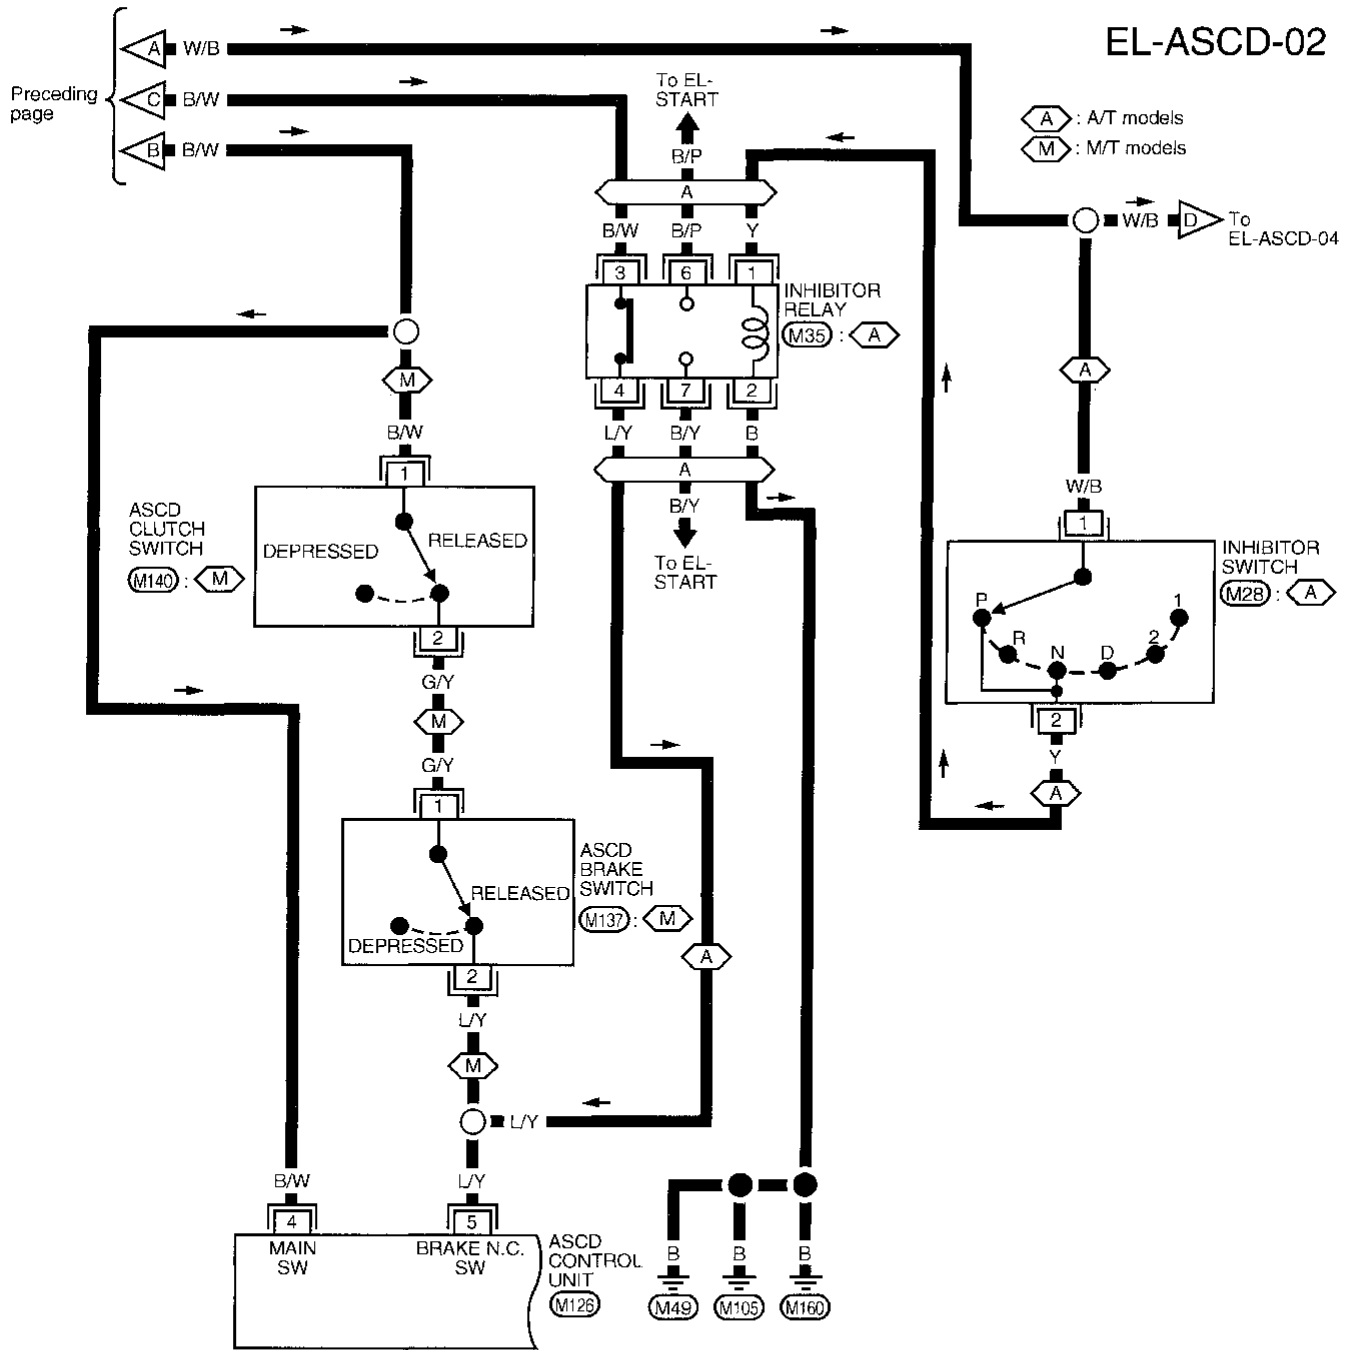 EL-ASCD-02
A W/B
Preceding
page
C B/W
B B/W
To EL-
START
B/P
A : A/T models
M : M/T models
A
B/W B/P Y
W/B D To
EL-ASCD-04
3 6 1
INHIBITOR
RELAY
M35 : A
4 7 2
L/Y B/Y B
A
B/Y
To EL-
START
M
B/W
1
ASCD
CLUTCH
SWITCH
M140 : M
DEPRESSED
RELEASED
2
G/Y
M
G/Y
1
ASCD
BRAKE
SWITCH
M137 : M
RELEASED
DEPRESSED
2
L/Y
M
L/Y
A
A
W/B
1
INHIBITOR
SWITCH
M28 : A
P
R
N
D
2
1
2
Y
A
B/W
L/Y
4
5
MAIN
SW
BRAKE N.C.
SW
ASCD
CONTROL
UNIT
M126
B B B
M49 M105 M160